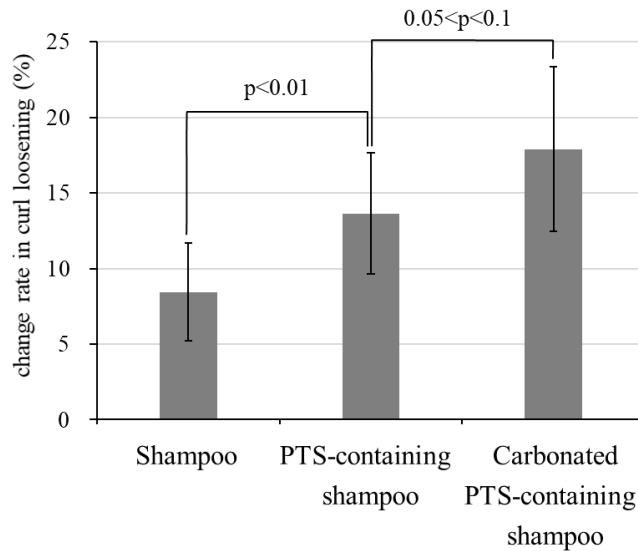 0.05<p<0.1
p<0.01
change rate in curl loosening (%)
25
20
15
10
5
0
Shampoo
PTS-containing
shampoo
Carbonated
PTS-containing
shampoo